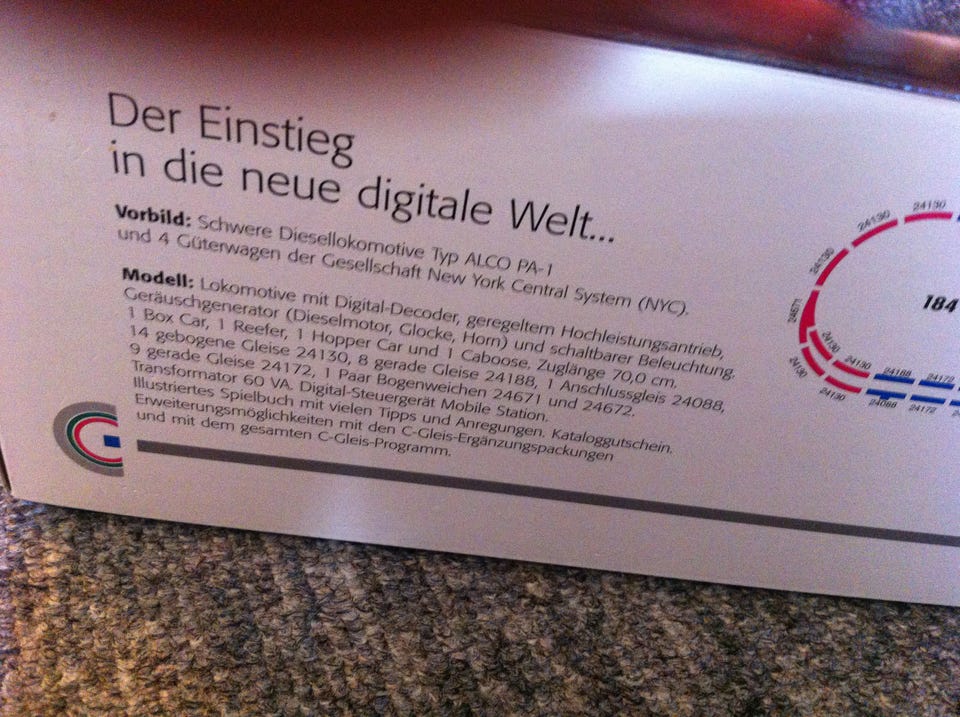 Der Einstieg
in die neue digitale Welt...
Vorbild: Schwere Diesellokomotive Typ ALCO PA-1
und 4 Güterwagen der Gesellschaft New York Central System (NYC).
Modell: Lokomotive mit Digital-Decoder, geregeltem Hochleistungsantrieb,
Geräuschgenerator (Dieselmotor, Glocke, Horn) und schaltbarer Beleuchtung.
1 Box Car, 1 Reefer, 1 Hopper Car und 1 Caboose, Zuglänge 70,0 cm.
14 gebogene Gleise 24130, 8 gerade Gleise 24188, 1 Anschlussgleis 24088,
9 gerade Gleise 24172, 1 Paar Bogenweichen 24671 und 24672.
Transformator 60 VA. Digital-Steuergerät Mobile Station.
Illustriertes Spielbuch mit vielen Tipps und Anregungen. Kataloggutschein.
Erweiterungsmöglichkeiten mit den C-Gleis-Ergänzungspackungen
und mit dem gesamten C-Gleis-Programm.
24130
24130
24130
24671
184
24130
24130
24188
24172
24130
24130
24088
24172